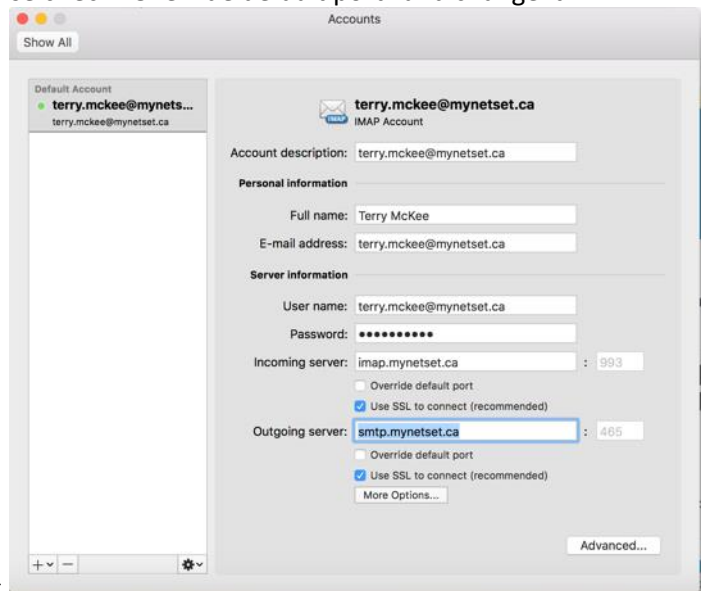 Accounts
Show All
Default Account
terry.mckee@mynets...
terry.mckee@mynetset.ca
terry.mckee@mynetset.ca
IMAP
IMAP Account
Account description: terry.mckee@mynetset.ca
Personal information
Full name: Terry McKee
E-mail address: terry.mckee@mynetset.ca
Server information
User name: terry.mckee@mynetset.ca
Password: ••••••••••
Incoming server: imap.mynetset.ca : 993
Override default port
Use SSL to connect (recommended)
Outgoing server: smtp.mynetset.ca : 465
Override default port
Use SSL to connect (recommended)
More Options...
Advanced...